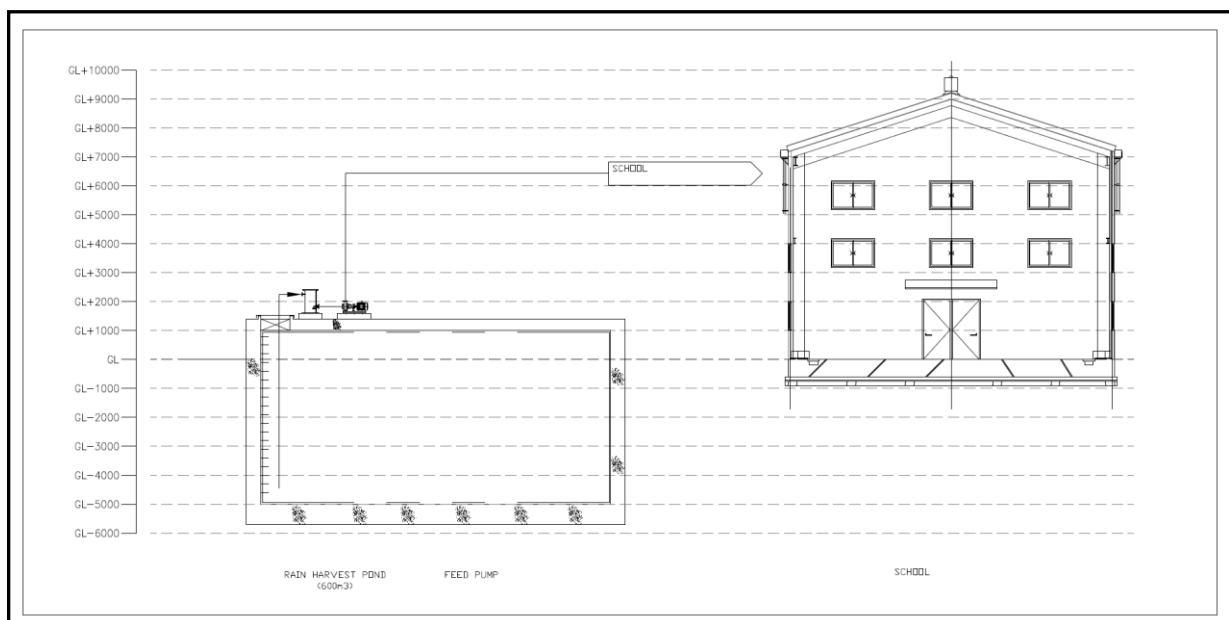 GL+10000
GL+9000
GL+8000
GL+7000
GL+6000
GL+5000
GL+4000
GL+3000
GL+2000
GL+1000
GL
GL-1000
GL-2000
GL-3000
GL-4000
GL-5000
GL-6000
SCHOOL
RAIN HARVEST POND
(600m3)
FEED PUMP
SCHOOL